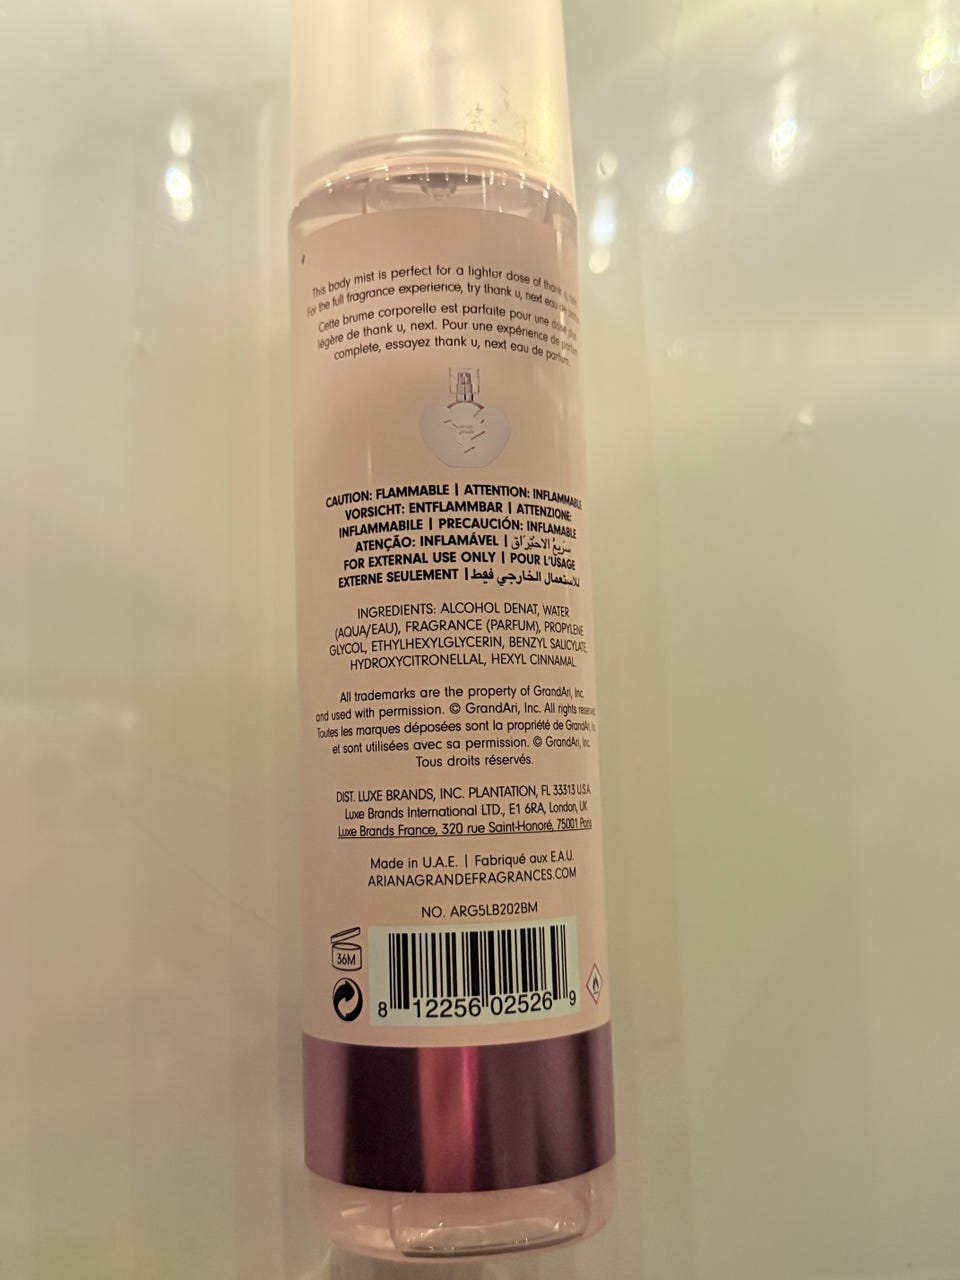 This body mist is perfect for a lighter dose of thank u, next.
For the full fragrance experience, try thank u, next eau de parfum.
Cette brume corporelle est parfaite pour une dose plus
légère de thank u, next. Pour une expérience de parfum
complete, essayez thank u, next eau de parfum.
CAUTION: FLAMMABLE | ATTENTION: INFLAMMABLE
VORSICHT: ENTFLAMMBAR | ATTENZIONE:
INFLAMMABILE | PRECAUCIÓN: INFLAMABLE
ATENÇÃO: INFLAMÁVEL | سَرِيعُ الاحْتِرَاق
FOR EXTERNAL USE ONLY | POUR L'USAGE
EXTERNE SEULEMENT | للاستعمال الخارجي فقط
INGREDIENTS: ALCOHOL DENAT, WATER
(AQUA/EAU), FRAGRANCE (PARFUM), PROPYLENE
GLYCOL, ETHYLHEXYLGLYCERIN, BENZYL SALICYLATE,
HYDROXYCITRONELLAL, HEXYL CINNAMAL
All trademarks are the property of GrandAri, Inc.
and used with permission. © GrandAri, Inc. All rights reserved.
Toutes les marques déposées sont la propriété de GrandAri, Inc.
et sont utilisées avec sa permission. © GrandAri, Inc.
Tous droits réservés.
DIST. LUXE BRANDS, INC. PLANTATION, FL 33313 U.S.A
Luxe Brands International LTD., E1 6RA, London, UK
Luxe Brands France, 320 rue Saint-Honoré, 75001 Paris
Made in U.A.E. | Fabriqué aux E.A.U.
ARIANAGRANDEFRAGRANCES.COM
NO. ARG5LB202BM
36M
8 12256 02526 9